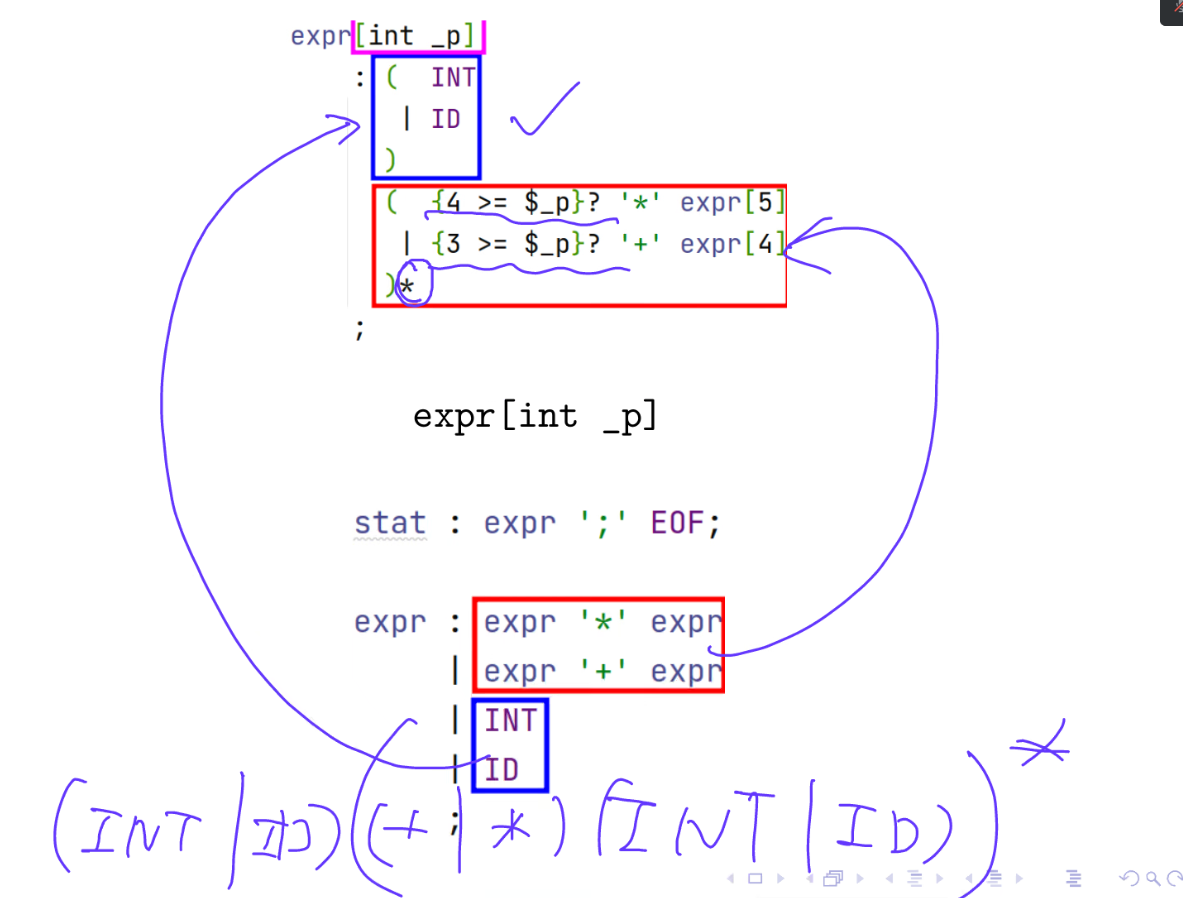 expr[int _p]
: ( INT
| ID
)
( {4 >= $_p}? '*' expr[5]
| {3 >= $_p}? '+' expr[4]
)*
;
expr[int _p]
stat : expr ';' EOF;
expr : expr '*' expr
| expr '+' expr
| INT
| ID
;
(INT | ID) ((+ | *) (INT | ID))*